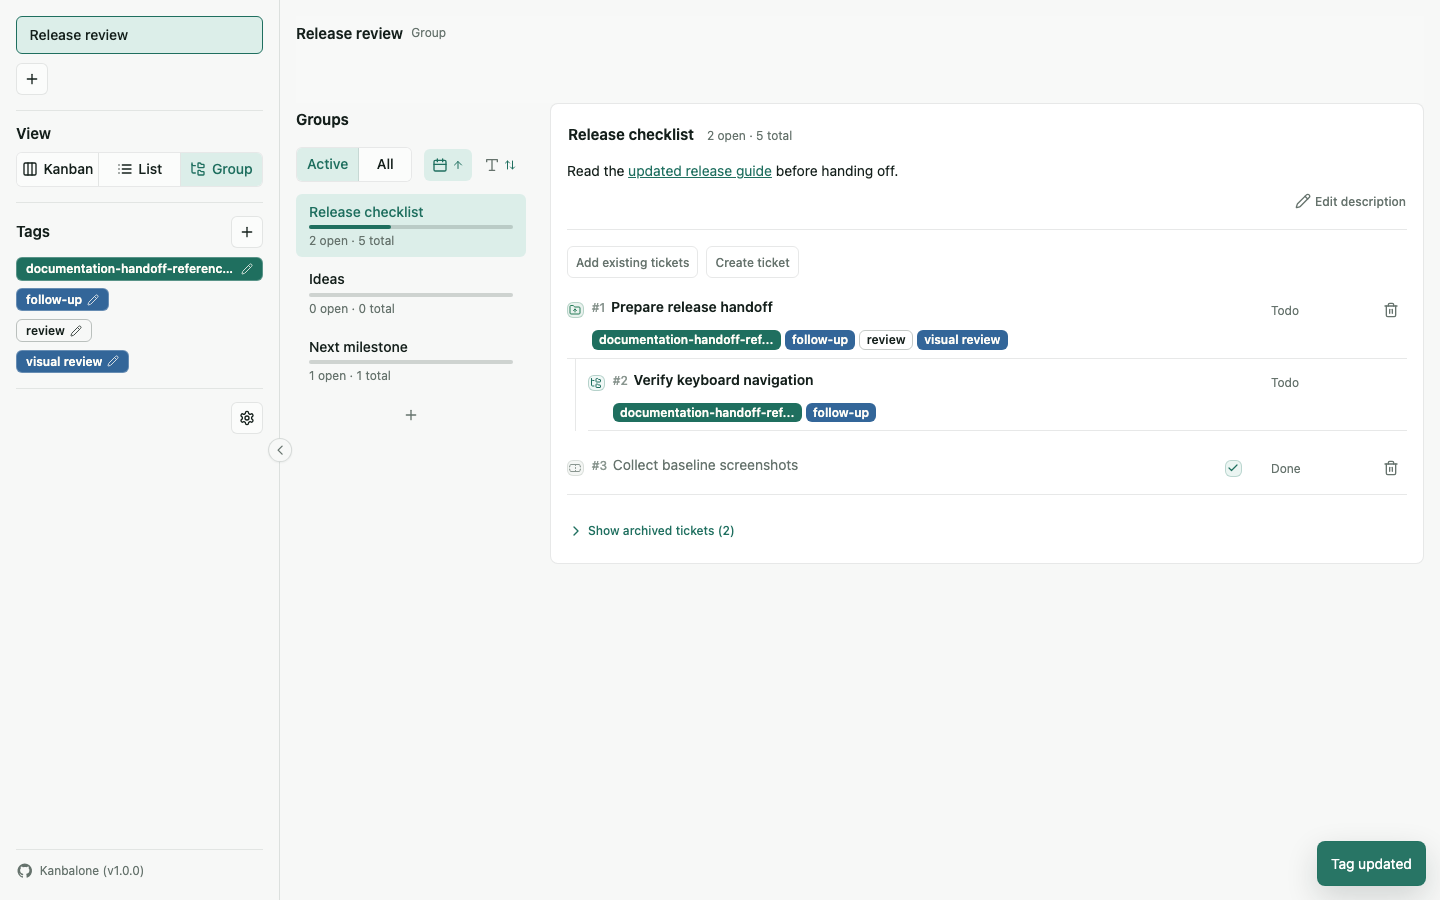 Release review
View
Kanban
List
Group
Tags
documentation-handoff-referenc...
follow-up
review
visual review
Kanbalone (v1.0.0)
Release review Group
Groups
Active
All
Release checklist
2 open · 5 total
Ideas
0 open · 0 total
Next milestone
1 open · 1 total
Release checklist 2 open · 5 total
Read the updated release guide before handing off.
Edit description
Add existing tickets
Create ticket
#1 Prepare release handoff
Todo
documentation-handoff-ref... follow-up review visual review
#2 Verify keyboard navigation
Todo
documentation-handoff-ref... follow-up
#3 Collect baseline screenshots
Done
Show archived tickets (2)
Tag updated